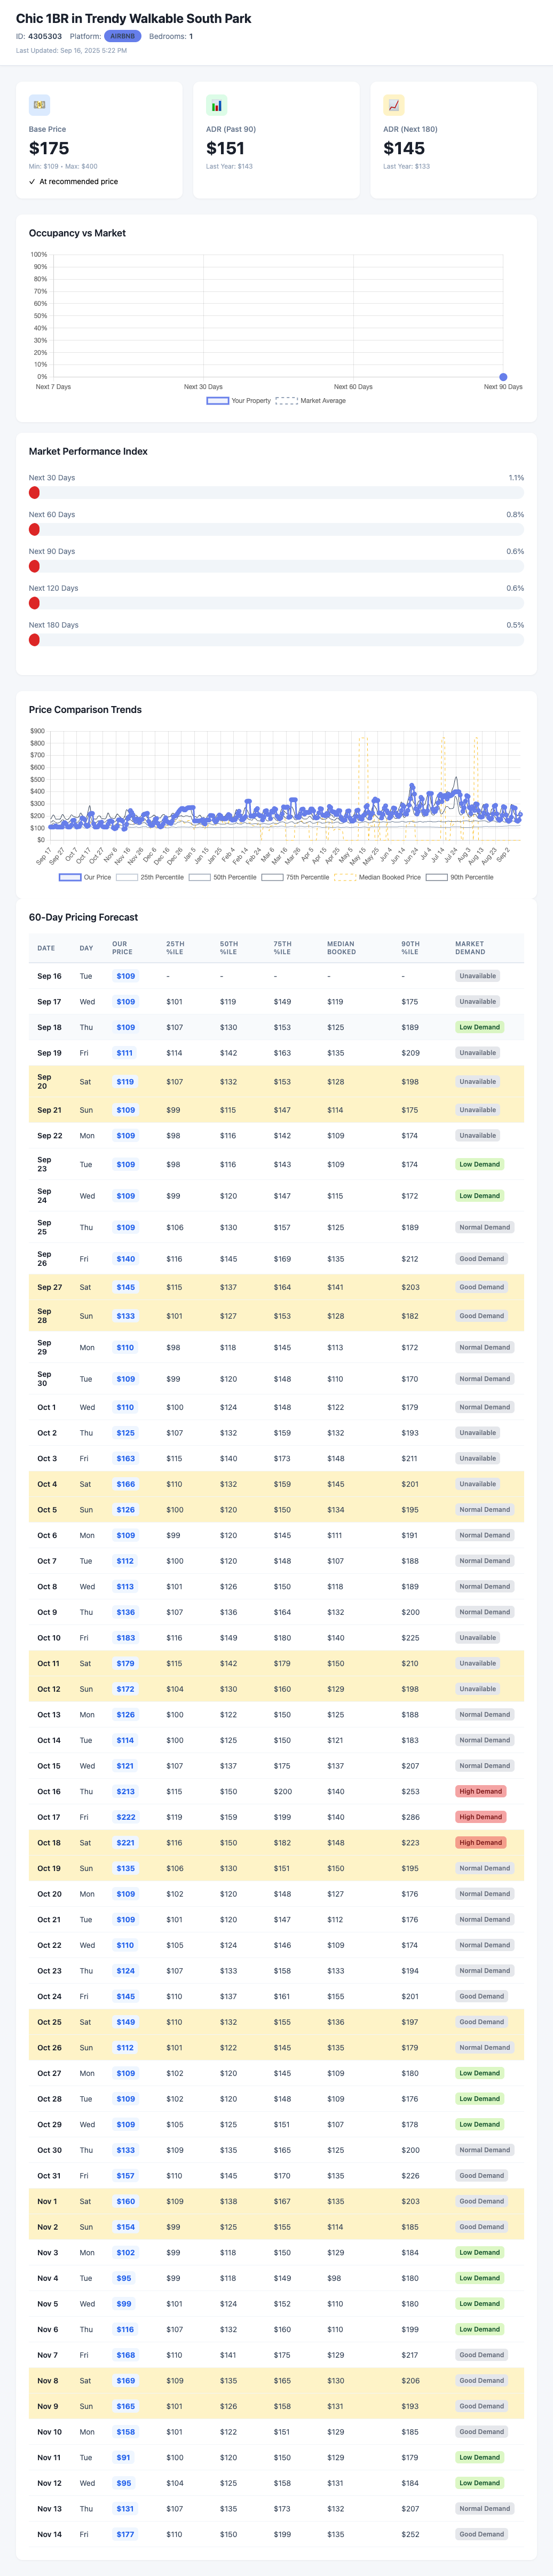 Chic 1BR in Trendy Walkable South Park
ID: 4305303 Platform: AIRBNB Bedrooms: 1
Last Updated: Sep 16, 2025 5:22 PM
Base Price
$175
Min: $109 • Max: $400
✓ At recommended price
ADR (Past 90)
$151
Last Year: $143
ADR (Next 180)
$145
Last Year: $133
Occupancy vs Market
100%
90%
80%
70%
60%
50%
40%
30%
20%
10%
0%
Next 7 Days Next 30 Days Next 60 Days Next 90 Days
Your Property Market Average
Market Performance Index
Next 30 Days 1.1%
Next 60 Days 0.8%
Next 90 Days 0.6%
Next 120 Days 0.6%
Next 180 Days 0.5%
Price Comparison Trends
$900
$800
$700
$600
$500
$400
$300
$200
$100
$0
Sep 17 Sep 27 Oct 7 Oct 17 Oct 27 Nov 6 Nov 16 Nov 26 Dec 6 Dec 16 Dec 26 Jan 5 Jan 15 Jan 25 Feb 4 Feb 14 Feb 24 Mar 6 Mar 16 Mar 26 Apr 5 Apr 15 Apr 25 May 5 May 15 May 25 Jun 4 Jun 14 Jun 24 Jul 4 Jul 14 Jul 24 Aug 3 Aug 13 Aug 23 Sep 2
Our Price 25th Percentile 50th Percentile 75th Percentile Median Booked Price 90th Percentile
60-Day Pricing Forecast
DATE DAY OUR PRICE 25TH %ILE 50TH %ILE 75TH %ILE MEDIAN BOOKED 90TH %ILE MARKET DEMAND
Sep 16 Tue $109 - - - - - Unavailable
Sep 17 Wed $109 $101 $119 $149 $119 $175 Unavailable
Sep 18 Thu $109 $107 $130 $153 $125 $189 Low Demand
Sep 19 Fri $111 $114 $142 $163 $135 $209 Unavailable
Sep 20 Sat $119 $107 $132 $153 $128 $198 Unavailable
Sep 21 Sun $109 $99 $115 $147 $114 $175 Unavailable
Sep 22 Mon $109 $98 $116 $142 $109 $174 Unavailable
Sep 23 Tue $109 $98 $116 $143 $109 $174 Low Demand
Sep 24 Wed $109 $99 $120 $147 $115 $172 Low Demand
Sep 25 Thu $109 $106 $130 $157 $125 $189 Normal Demand
Sep 26 Fri $140 $116 $145 $169 $135 $212 Good Demand
Sep 27 Sat $145 $115 $137 $164 $141 $203 Good Demand
Sep 28 Sun $133 $101 $127 $153 $128 $182 Good Demand
Sep 29 Mon $110 $98 $118 $145 $113 $172 Normal Demand
Sep 30 Tue $109 $99 $120 $148 $110 $170 Normal Demand
Oct 1 Wed $110 $100 $124 $148 $122 $179 Normal Demand
Oct 2 Thu $125 $107 $132 $159 $132 $193 Unavailable
Oct 3 Fri $163 $115 $140 $173 $148 $211 Unavailable
Oct 4 Sat $166 $110 $132 $159 $145 $201 Unavailable
Oct 5 Sun $126 $100 $120 $150 $134 $195 Normal Demand
Oct 6 Mon $109 $99 $120 $145 $111 $191 Normal Demand
Oct 7 Tue $112 $100 $120 $148 $107 $188 Normal Demand
Oct 8 Wed $113 $101 $126 $150 $118 $189 Normal Demand
Oct 9 Thu $136 $107 $136 $164 $132 $200 Normal Demand
Oct 10 Fri $183 $116 $149 $180 $140 $225 Unavailable
Oct 11 Sat $179 $115 $142 $179 $150 $210 Unavailable
Oct 12 Sun $172 $104 $130 $160 $129 $198 Unavailable
Oct 13 Mon $126 $100 $122 $150 $125 $188 Normal Demand
Oct 14 Tue $114 $100 $125 $150 $121 $183 Normal Demand
Oct 15 Wed $121 $107 $137 $175 $137 $207 Normal Demand
Oct 16 Thu $213 $115 $150 $200 $140 $253 High Demand
Oct 17 Fri $222 $119 $159 $199 $140 $286 High Demand
Oct 18 Sat $221 $116 $150 $182 $148 $223 High Demand
Oct 19 Sun $135 $106 $130 $151 $150 $195 Normal Demand
Oct 20 Mon $109 $102 $120 $148 $127 $176 Normal Demand
Oct 21 Tue $109 $101 $120 $147 $112 $176 Normal Demand
Oct 22 Wed $110 $105 $124 $146 $109 $174 Normal Demand
Oct 23 Thu $124 $107 $133 $158 $133 $194 Normal Demand
Oct 24 Fri $145 $110 $137 $161 $155 $201 Good Demand
Oct 25 Sat $149 $110 $132 $155 $136 $197 Good Demand
Oct 26 Sun $112 $101 $122 $145 $135 $179 Normal Demand
Oct 27 Mon $109 $102 $120 $145 $109 $180 Low Demand
Oct 28 Tue $109 $102 $120 $148 $109 $176 Low Demand
Oct 29 Wed $109 $105 $125 $151 $107 $178 Low Demand
Oct 30 Thu $133 $109 $135 $165 $125 $200 Normal Demand
Oct 31 Fri $157 $110 $145 $170 $135 $226 Good Demand
Nov 1 Sat $160 $109 $138 $167 $135 $203 Good Demand
Nov 2 Sun $154 $99 $125 $155 $114 $185 Good Demand
Nov 3 Mon $102 $99 $118 $150 $129 $184 Low Demand
Nov 4 Tue $95 $99 $118 $149 $98 $180 Low Demand
Nov 5 Wed $99 $101 $124 $152 $110 $180 Low Demand
Nov 6 Thu $116 $107 $132 $160 $110 $199 Low Demand
Nov 7 Fri $168 $110 $141 $175 $129 $217 Good Demand
Nov 8 Sat $169 $109 $135 $165 $130 $206 Good Demand
Nov 9 Sun $165 $101 $126 $158 $131 $193 Good Demand
Nov 10 Mon $158 $101 $122 $151 $129 $185 Good Demand
Nov 11 Tue $91 $100 $120 $150 $129 $179 Low Demand
Nov 12 Wed $95 $104 $125 $158 $131 $184 Low Demand
Nov 13 Thu $131 $107 $135 $173 $132 $207 Normal Demand
Nov 14 Fri $177 $110 $150 $199 $135 $252 Good Demand